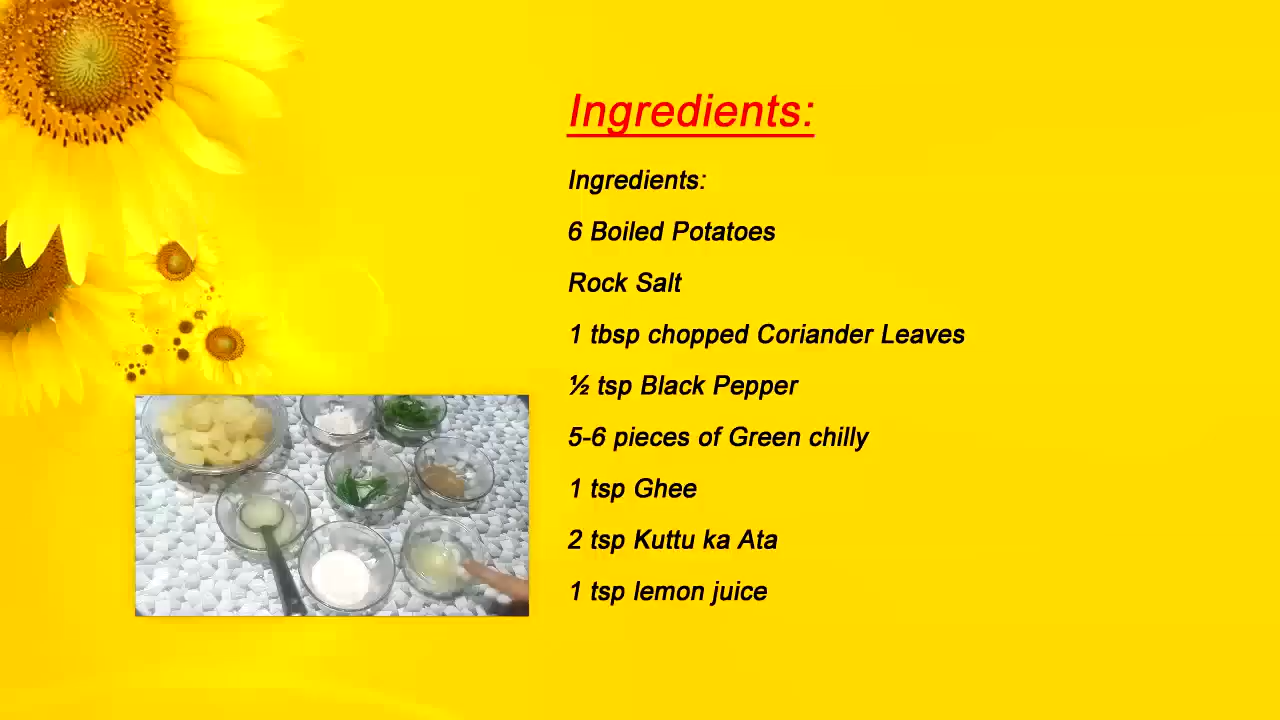 Ingredients:
Ingredients:
6 Boiled Potatoes
Rock Salt
1 tbsp chopped Coriander Leaves
½ tsp Black Pepper
5-6 pieces of Green chilly
1 tsp Ghee
2 tsp Kuttu ka Ata
1 tsp lemon juice